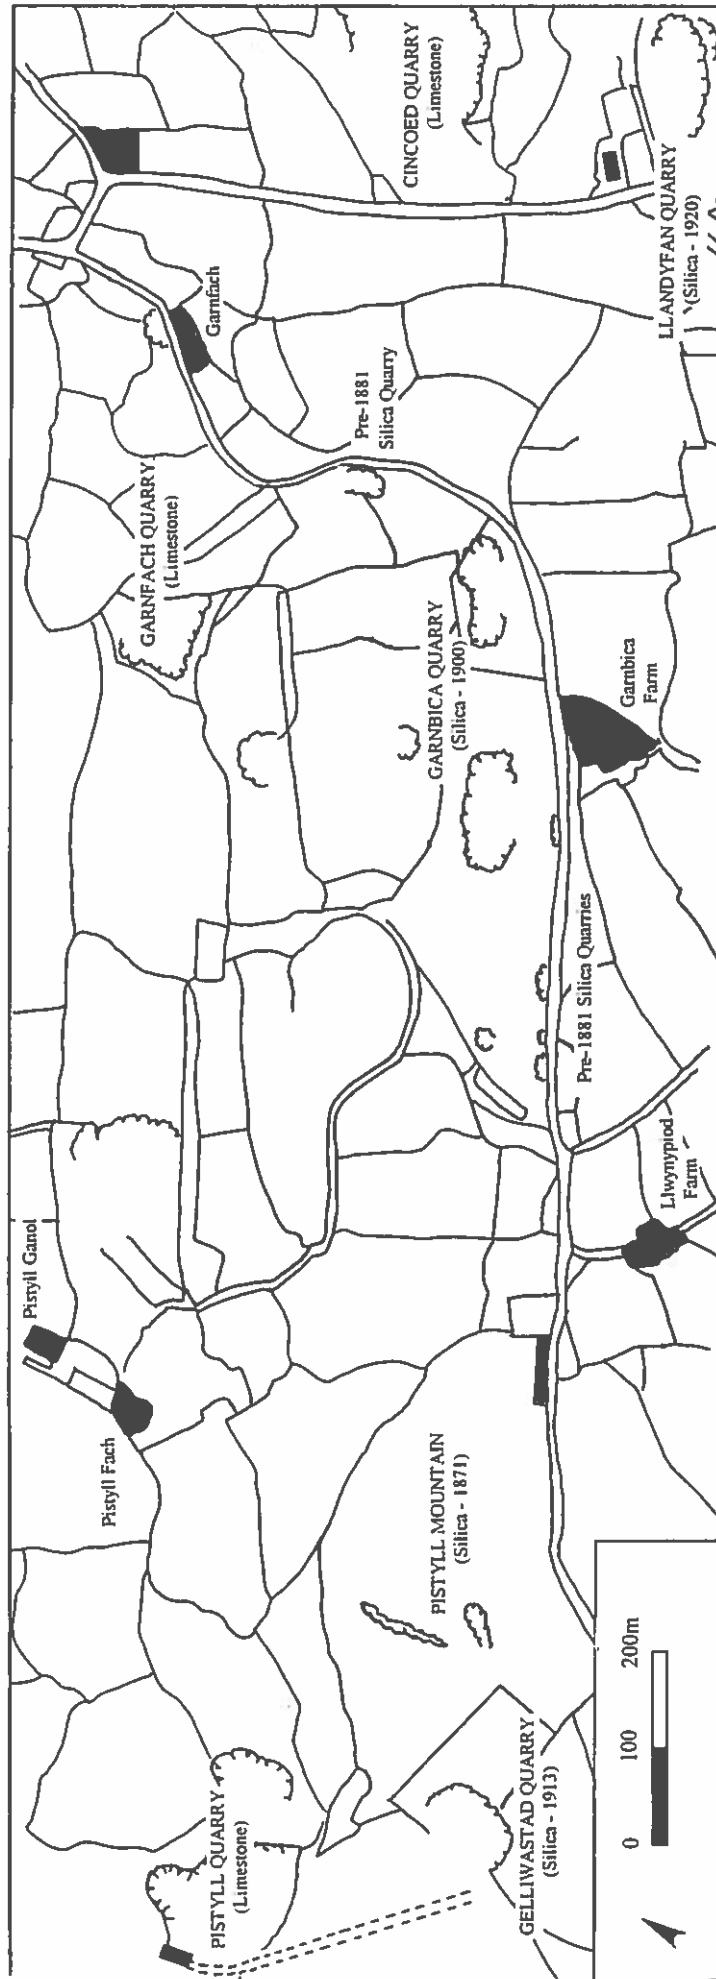 PISTYLL QUARRY
(Limestone)
GELLIWASTAD QUARRY
(Silica - 1913)
PISTYLL MOUNTAIN
(Silica - 1871)
Pistyll Fach
Pistyll Ganol
Llwynypiod
Farm
Pre-1881 Silica Quarries
GARNBICA QUARRY
(Silica - 1900)
Garnbica
Farm
GARNFACH QUARRY
(Limestone)
Pre-1881
Silica Quarry
Garnfach
CINCOED QUARRY
(Limestone)
LLANDYFAN QUARRY
(Silica - 1920)
0 100 200m